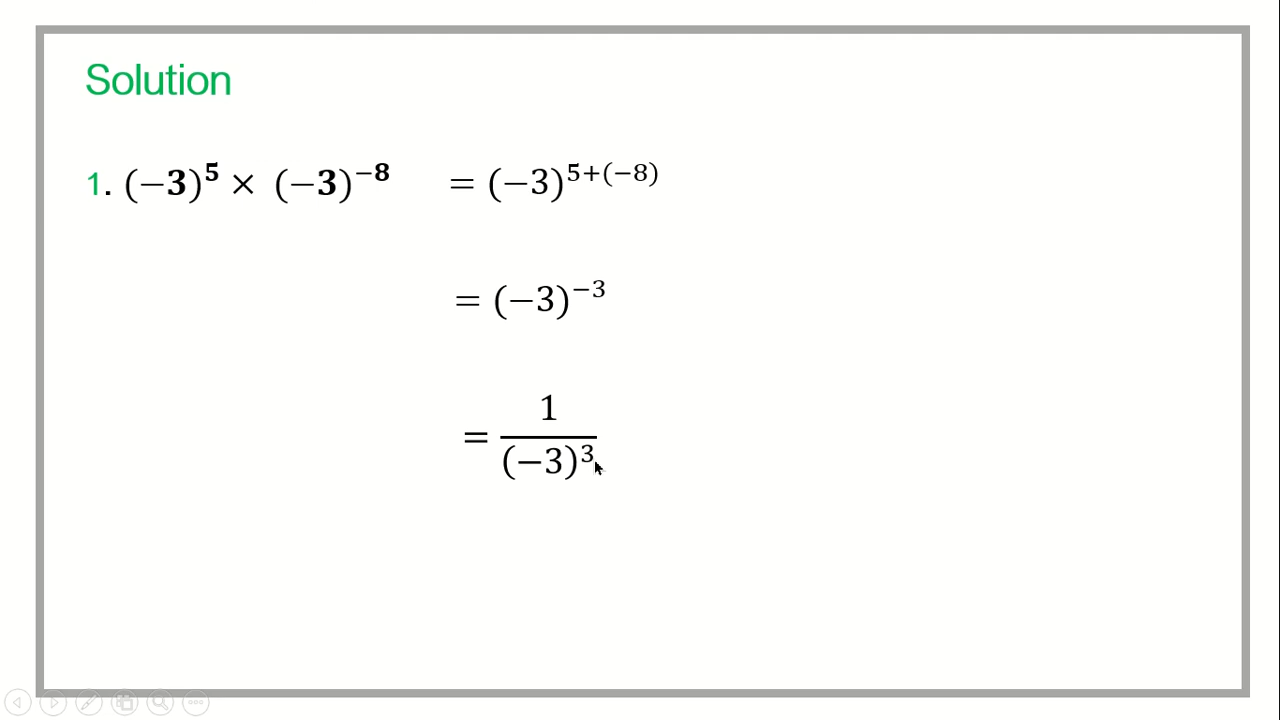 Solution
1. (−3)⁵ × (−3)⁻⁸ = (−3)⁵⁺⁽⁻⁸⁾
= (−3)⁻³
= 1/(−3)³